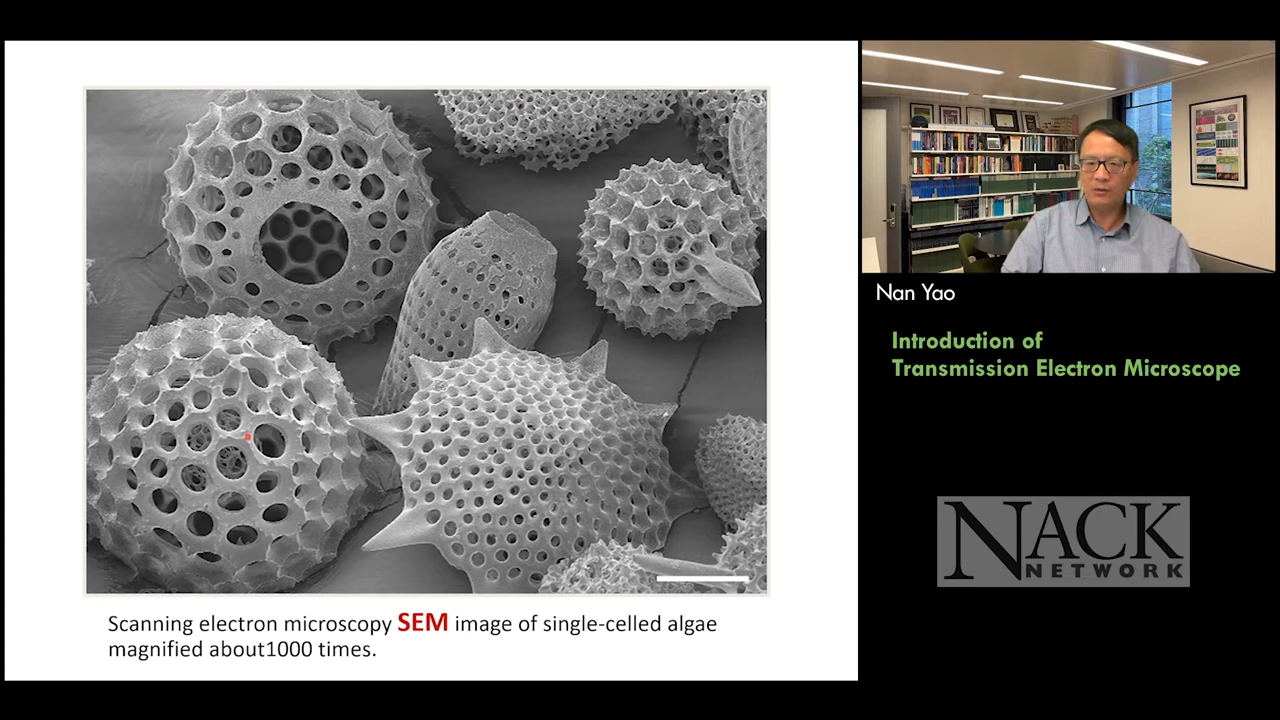 Scanning electron microscopy SEM image of single-celled algae
magnified about1000 times.
Nan Yao
Introduction of
Transmission Electron Microscope
NACK
NETWORK